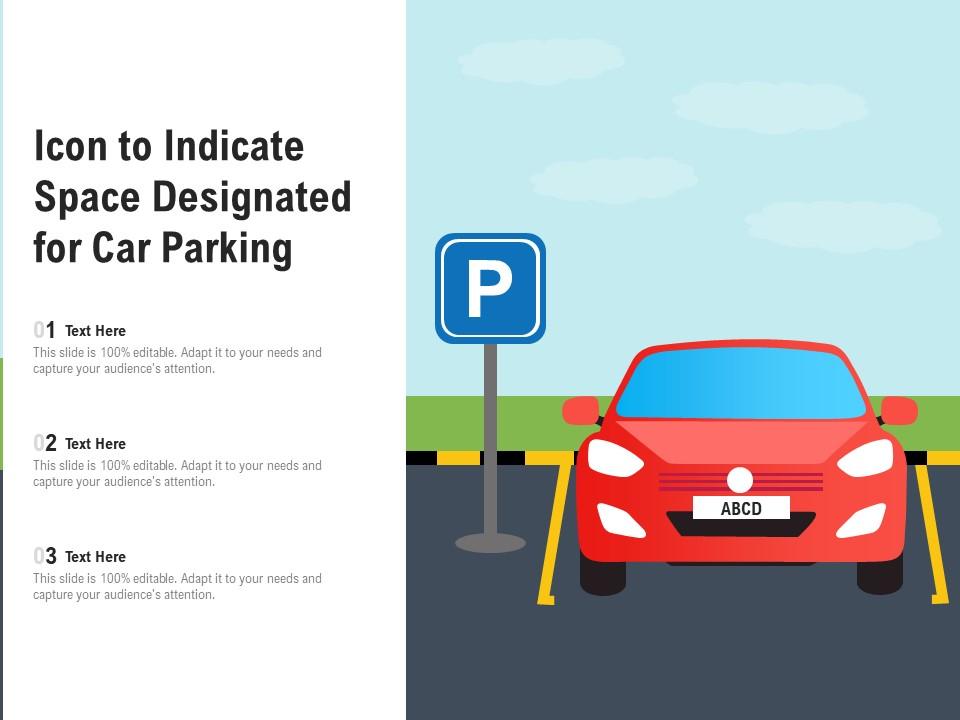 Icon to Indicate
Space Designated
for Car Parking
01 Text Here
This slide is 100% editable. Adapt it to your needs and
capture your audience's attention.
02 Text Here
This slide is 100% editable. Adapt it to your needs and
capture your audience's attention.
03 Text Here
This slide is 100% editable. Adapt it to your needs and
capture your audience's attention.
P
ABCD